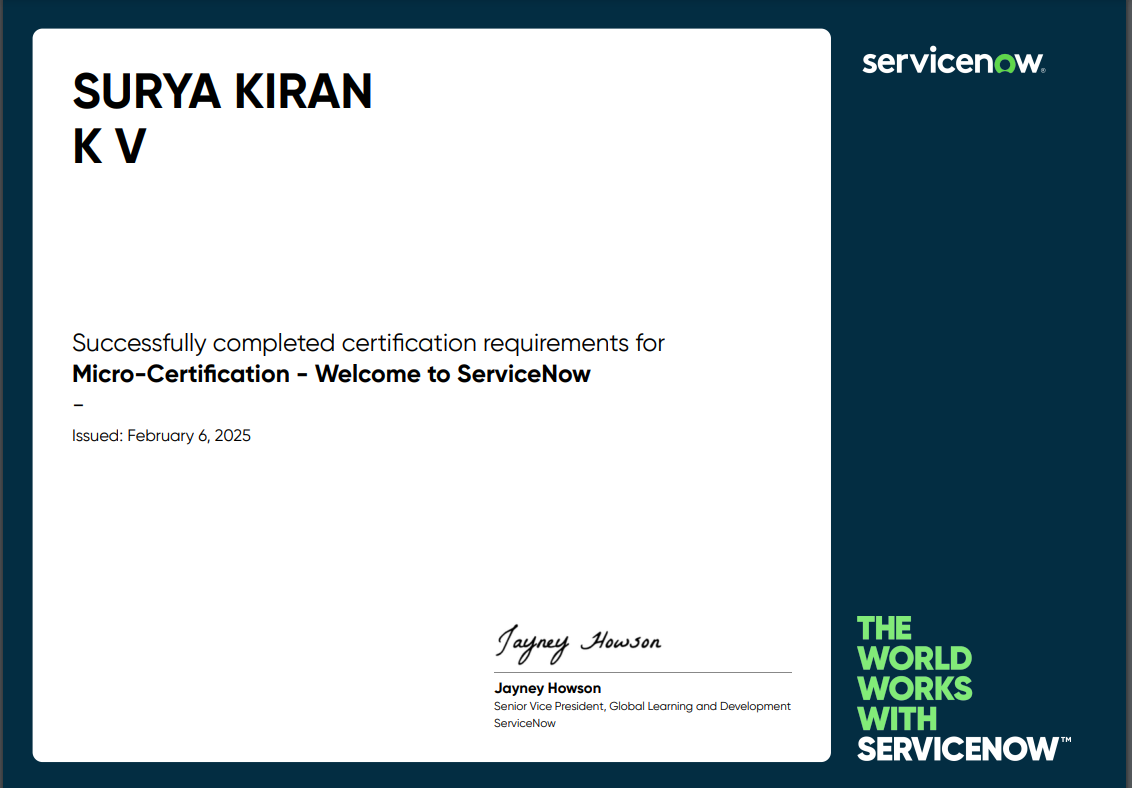 SURYA KIRAN
K V
servicenow®
Successfully completed certification requirements for
Micro-Certification - Welcome to ServiceNow
–
Issued: February 6, 2025
Jayney Howson
Jayney Howson
Senior Vice President, Global Learning and Development
ServiceNow
THE
WORLD
WORKS
WITH
SERVICENOW™